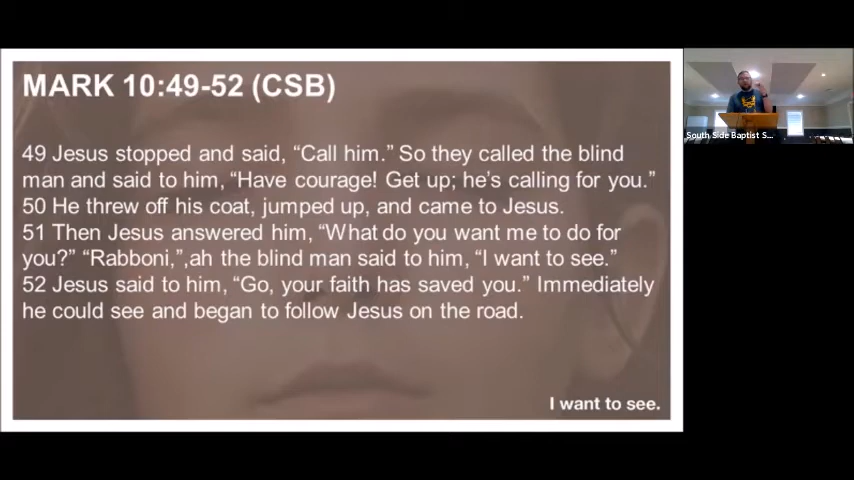 MARK 10:49-52 (CSB)
49 Jesus stopped and said, “Call him.” So they called the blind
man and said to him, “Have courage! Get up; he’s calling for you.”
50 He threw off his coat, jumped up, and came to Jesus.
51 Then Jesus answered him, “What do you want me to do for
you?” “Rabboni,”,ah the blind man said to him, “I want to see.”
52 Jesus said to him, “Go, your faith has saved you.” Immediately
he could see and began to follow Jesus on the road.
I want to see.
South Side Baptist S...